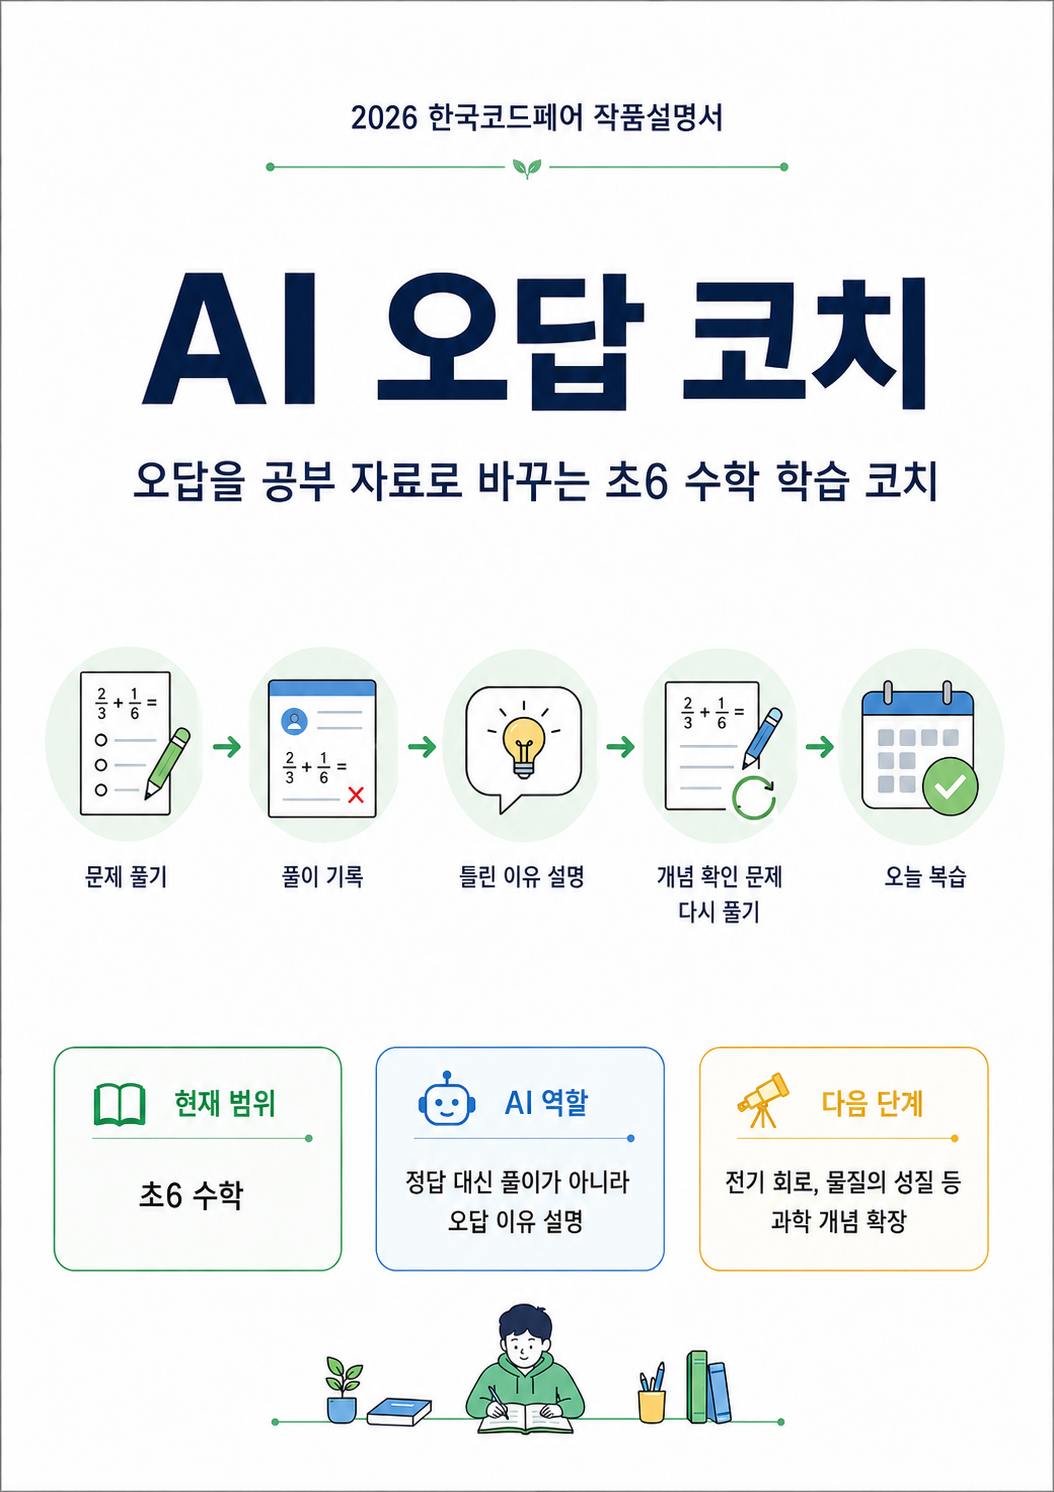 2026 한국코드페어 작품설명서
AI 오답 코치
오답을 공부 자료로 바꾸는 초6 수학 학습 코치
2/3 + 1/6 =
2/3 + 1/6 =
2/3 + 1/6 =
문제 풀기
풀이 기록
틀린 이유 설명
개념 확인 문제
다시 풀기
오늘 복습
현재 범위
초6 수학
AI 역할
정답 대신 풀이가 아니라
오답 이유 설명
다음 단계
전기 회로, 물질의 성질 등
과학 개념 확장